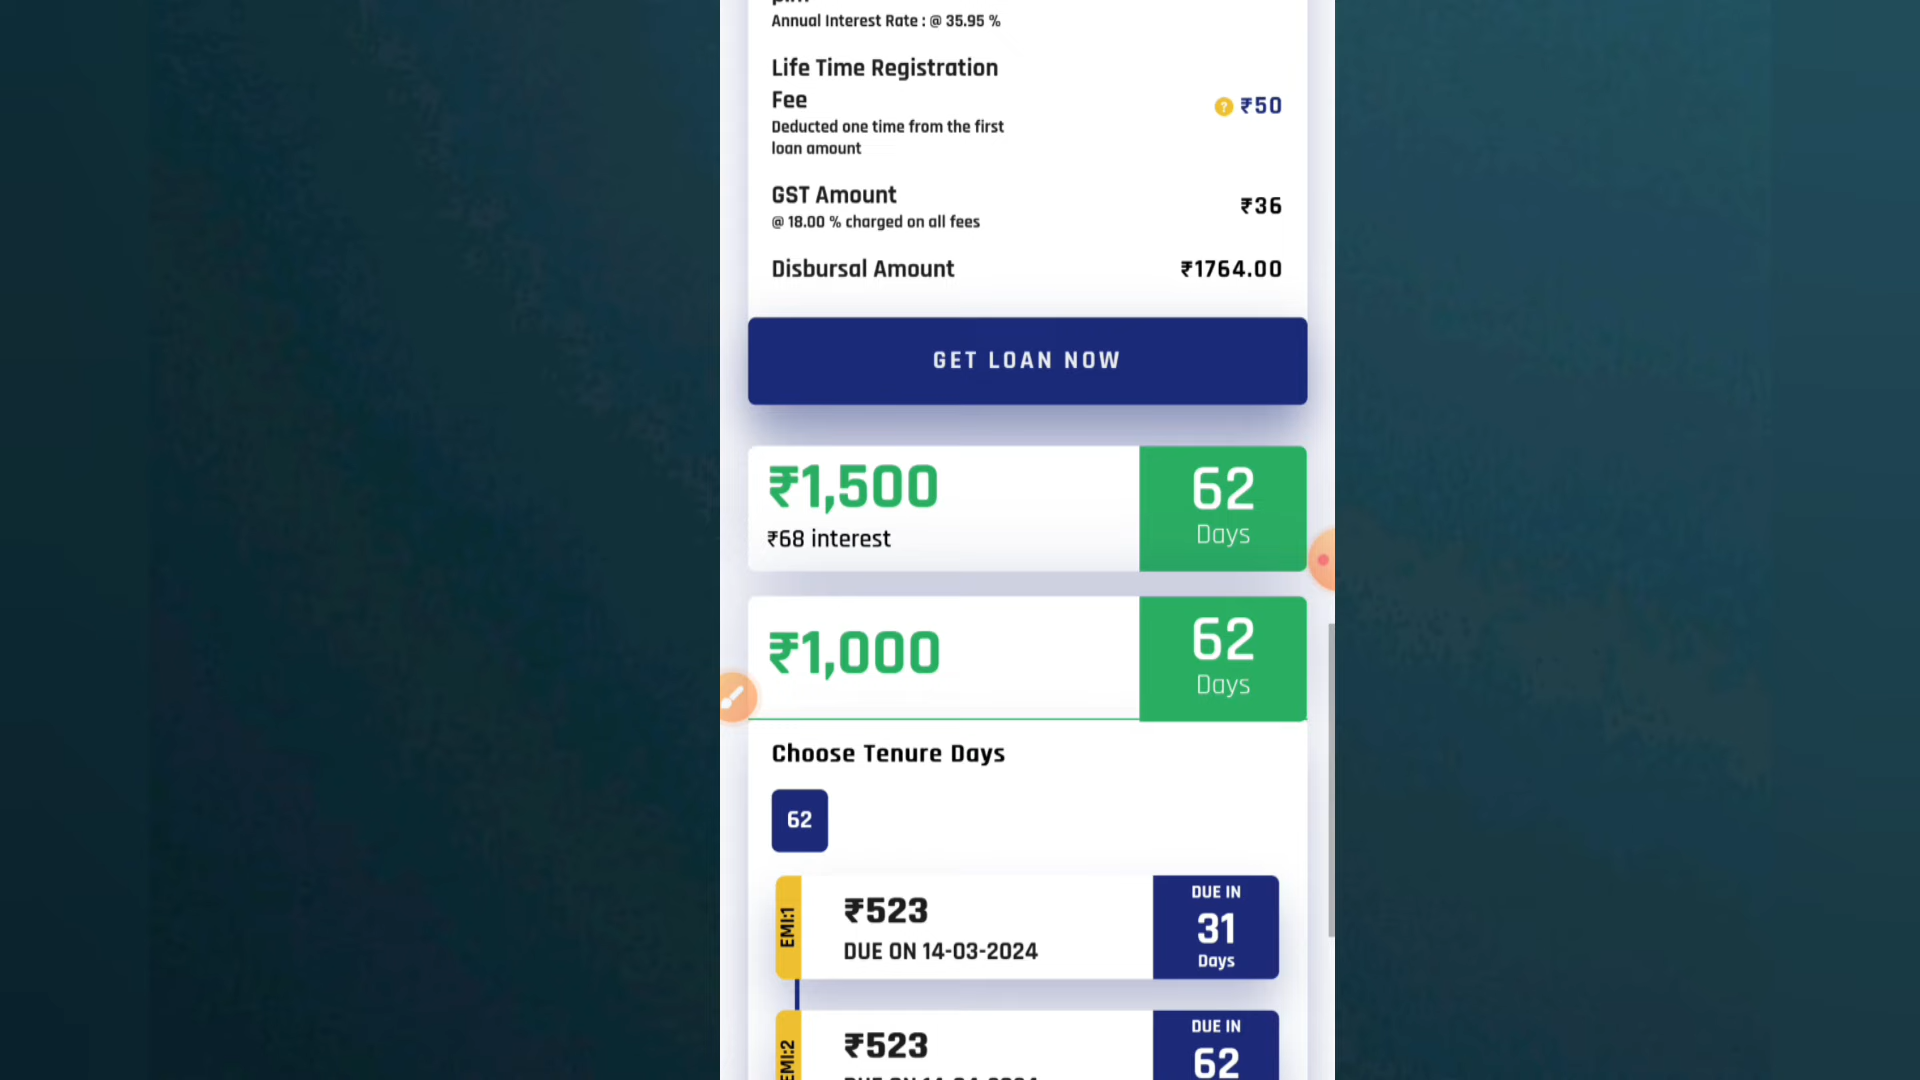 Annual Interest Rate : @ 35.95 %
Life Time Registration
Fee
? ₹50
Deducted one time from the first
loan amount
GST Amount
₹36
@ 18.00 % charged on all fees
Disbursal Amount ₹1764.00
GET LOAN NOW
₹1,500
₹68 interest
62
Days
₹1,000
62
Days
Choose Tenure Days
62
EMI:1
₹523
DUE ON 14-03-2024
DUE IN
31
Days
EMI:2
₹523
DUE IN
62